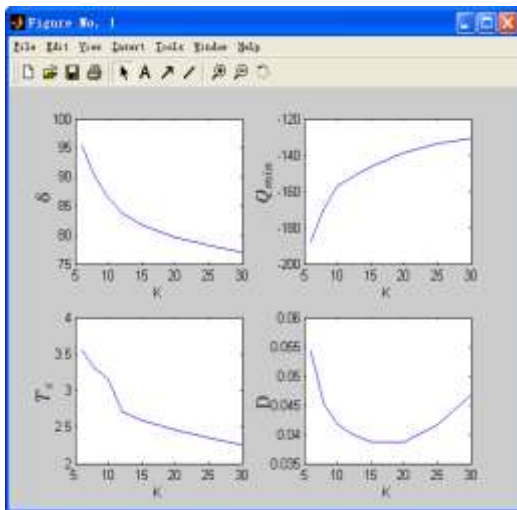 Figure No. 1
File Edit View Insert Tools Window Help
A
100
95
90
85
80
75
δ
5 10 15 20 25 30
K
-120
-140
-160
-180
-200
Qmin
5 10 15 20 25 30
K
4
3.5
3
2.5
2
Ts
5 10 15 20 25 30
K
0.06
0.055
0.05
0.045
0.04
0.035
D
5 10 15 20 25 30
K